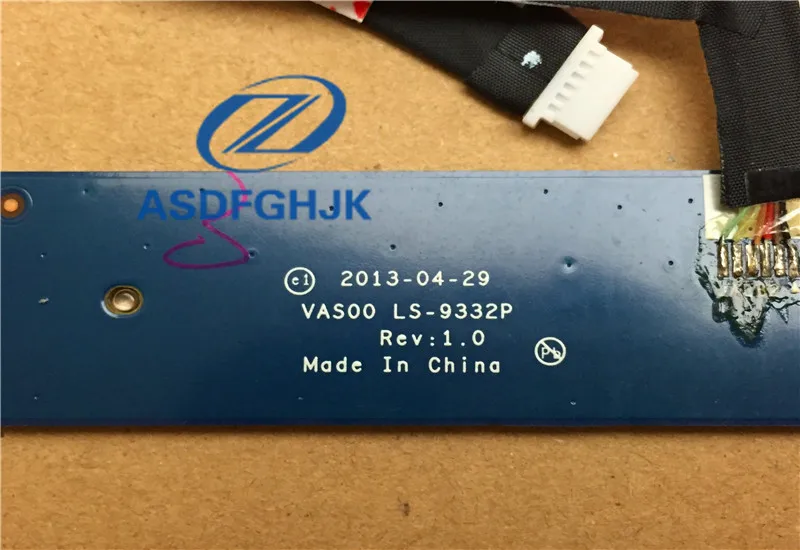 ASDFGHJK
e1 2013-04-29
VAS00 LS-9332P
Rev:1.0
Made In China
Pb